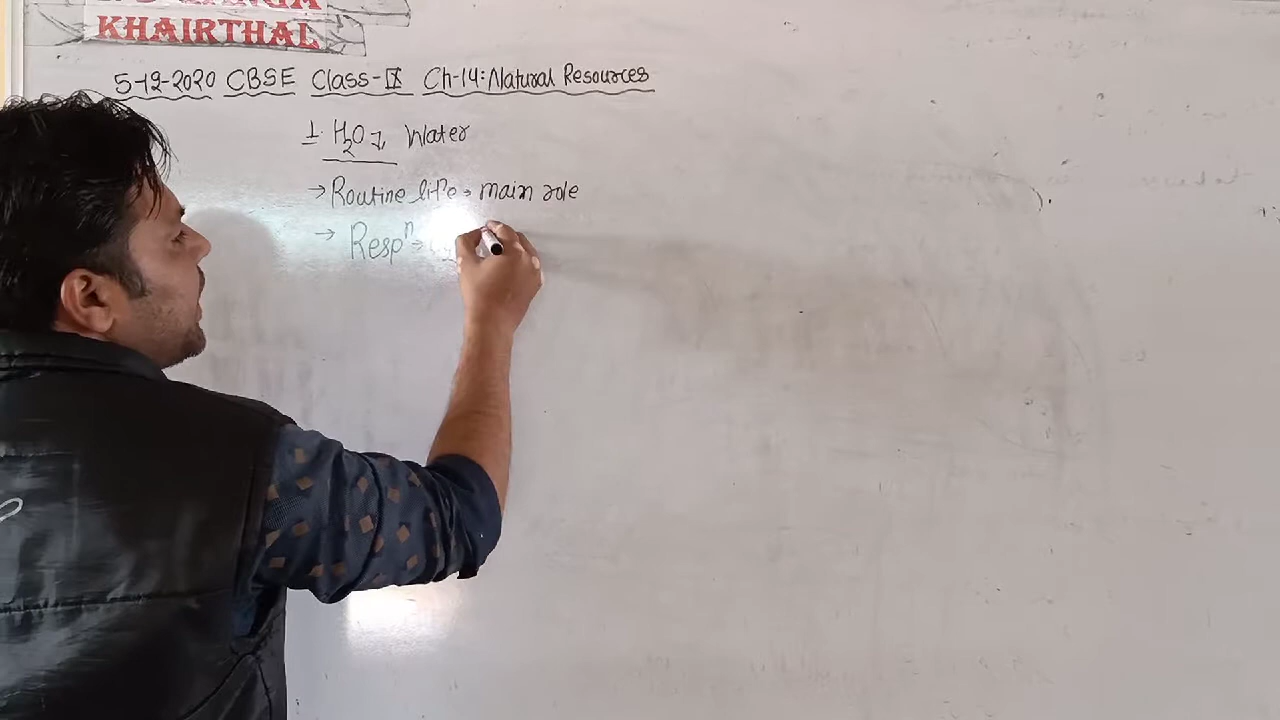 KHAIRTHAL
5-12-2020 CBSE Class-IX Ch-14:Natural Resources
1. H₂O → Water
→ Routine life → main role
→ Respⁿ →